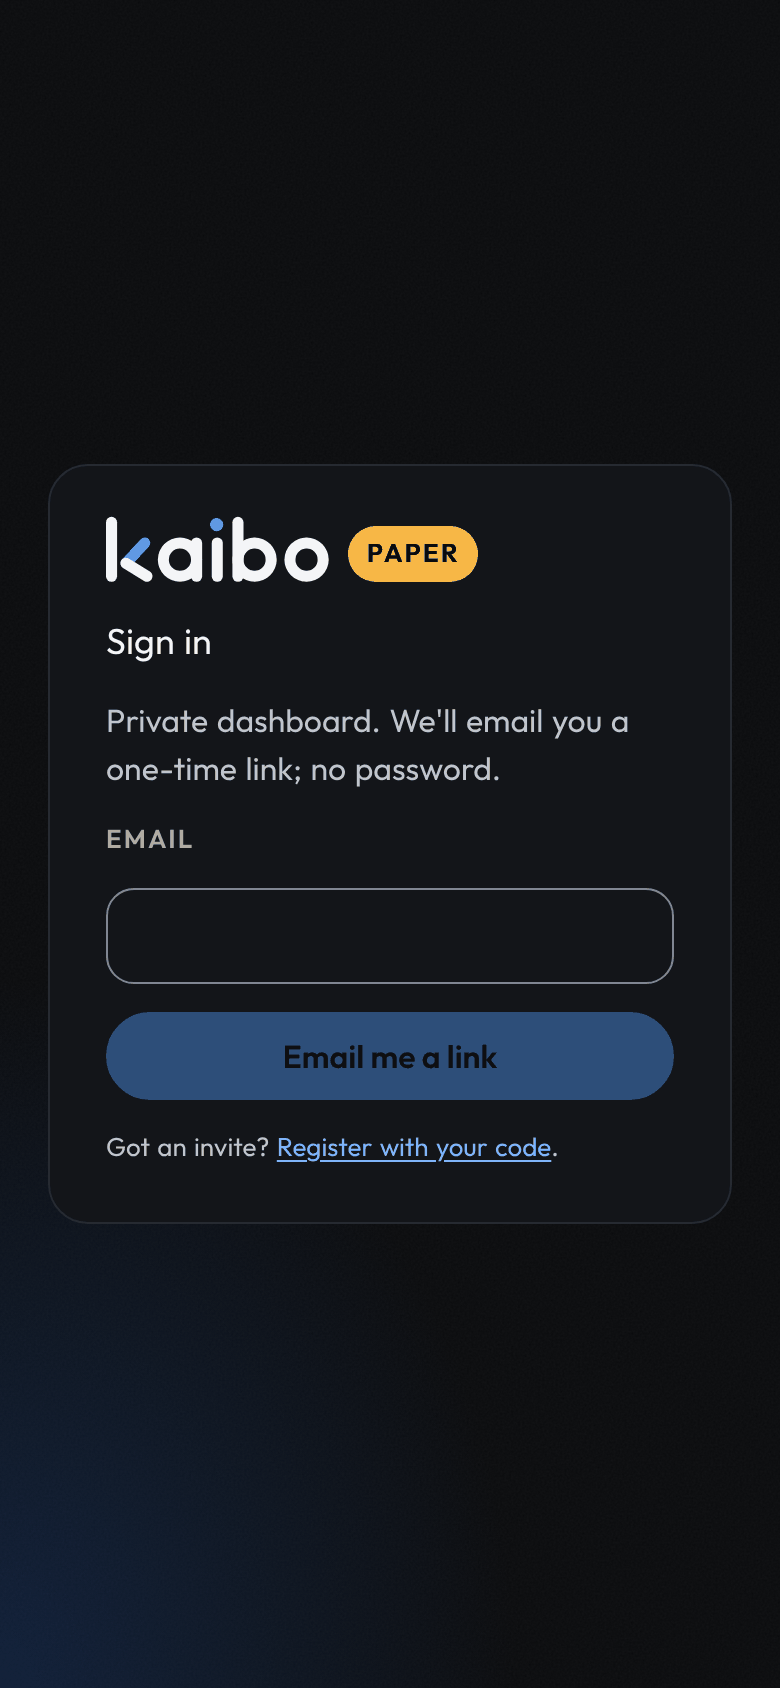 kaibo PAPER
Sign in
Private dashboard. We'll email you a
one-time link; no password.
EMAIL
Email me a link
Got an invite? Register with your code.